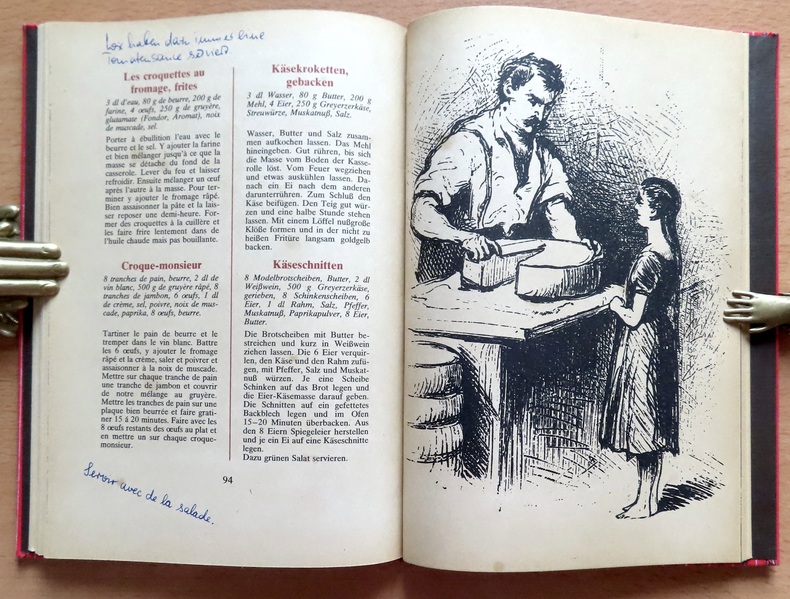 haben dazu immer eine
Tomatensauce serviert
Les croquettes au
fromage, frites
3 dl d'eau, 80 g de beurre, 200 g de
farine, 4 œufs, 250 g de gruyère,
glutamate (Fondor, Aromat), noix
de muscade, sel.
Porter à ébullition l'eau avec le
beurre et le sel. Y ajouter la farine
et bien mélanger jusqu'à ce que la
masse se détache du fond de la
casserole. Lever du feu et laisser
refroidir. Ensuite mélanger un œuf
après l'autre à la masse. Pour ter-
miner y ajouter le fromage râpé.
Bien assaisonner la pâte et la lais-
ser reposer une demi-heure. For-
mer des croquettes à la cuillère et
les faire frire lentement dans de
l'huile chaude mais pas bouillante.
Croque-monsieur
8 tranches de pain, beurre, 2 dl de
vin blanc, 500 g de gruyère râpé, 8
tranches de jambon, 6 œufs, 1 dl
de crème, sel, poivre, noix de mus-
cade, paprika, 8 œufs, beurre.
Tartiner le pain de beurre et le
tremper dans le vin blanc. Battre
les 6 œufs, y ajouter le fromage
râpé et la crème, saler et poivrer et
assaisonner à la noix de muscade.
Mettre sur chaque tranche de pain
une tranche de jambon et couvrir
de notre mélange au gruyère.
Mettre les tranches de pain sur une
plaque bien beurrée et faire grati-
ner 15 à 20 minutes. Faire avec les
8 œufs restants des œufs au plat et
en mettre un sur chaque croque-
monsieur.
Käsekroketten,
gebacken
3 dl Wasser, 80 g Butter, 200 g
Mehl, 4 Eier, 250 g Greyerzerkäse,
Streuwürze, Muskatnuß, Salz.
Wasser, Butter und Salz zusam-
men aufkochen lassen. Das Mehl
hineingeben. Gut rühren, bis sich
die Masse vom Boden der Kasse-
rolle löst. Vom Feuer wegziehen
und etwas auskühlen lassen. Da-
nach ein Ei nach dem anderen
darunterrühren. Zum Schluß den
Käse beifügen. Den Teig gut wür-
zen und eine halbe Stunde stehen
lassen. Mit einem Löffel nußgroße
Klöße formen und in der nicht zu
heißen Fritüre langsam goldgelb
backen.
Käseschnitten
8 Modelbrotscheiben, Butter, 2 dl
Weißwein, 500 g Greyerzerkäse,
gerieben, 8 Schinkenscheiben, 6
Eier, 1 dl Rahm, Salz, Pfeffer,
Muskatnuß, Paprikapulver, 8 Eier,
Butter.
Die Brotscheiben mit Butter be-
streichen und kurz in Weißwein
ziehen lassen. Die 6 Eier verquir-
len, den Käse und den Rahm zufü-
gen, mit Pfeffer, Salz und Muskat-
nuß würzen. Je eine Scheibe
Schinken auf das Brot legen und
die Eier-Käsemasse darauf geben.
Die Schnitten auf ein gefettetes
Backblech legen und im Ofen
15–20 Minuten überbacken. Aus
den 8 Eiern Spiegeleier herstellen
und je ein Ei auf eine Käseschnitte
legen.
Dazu grünen Salat servieren.
94
Servir avec de la salade.